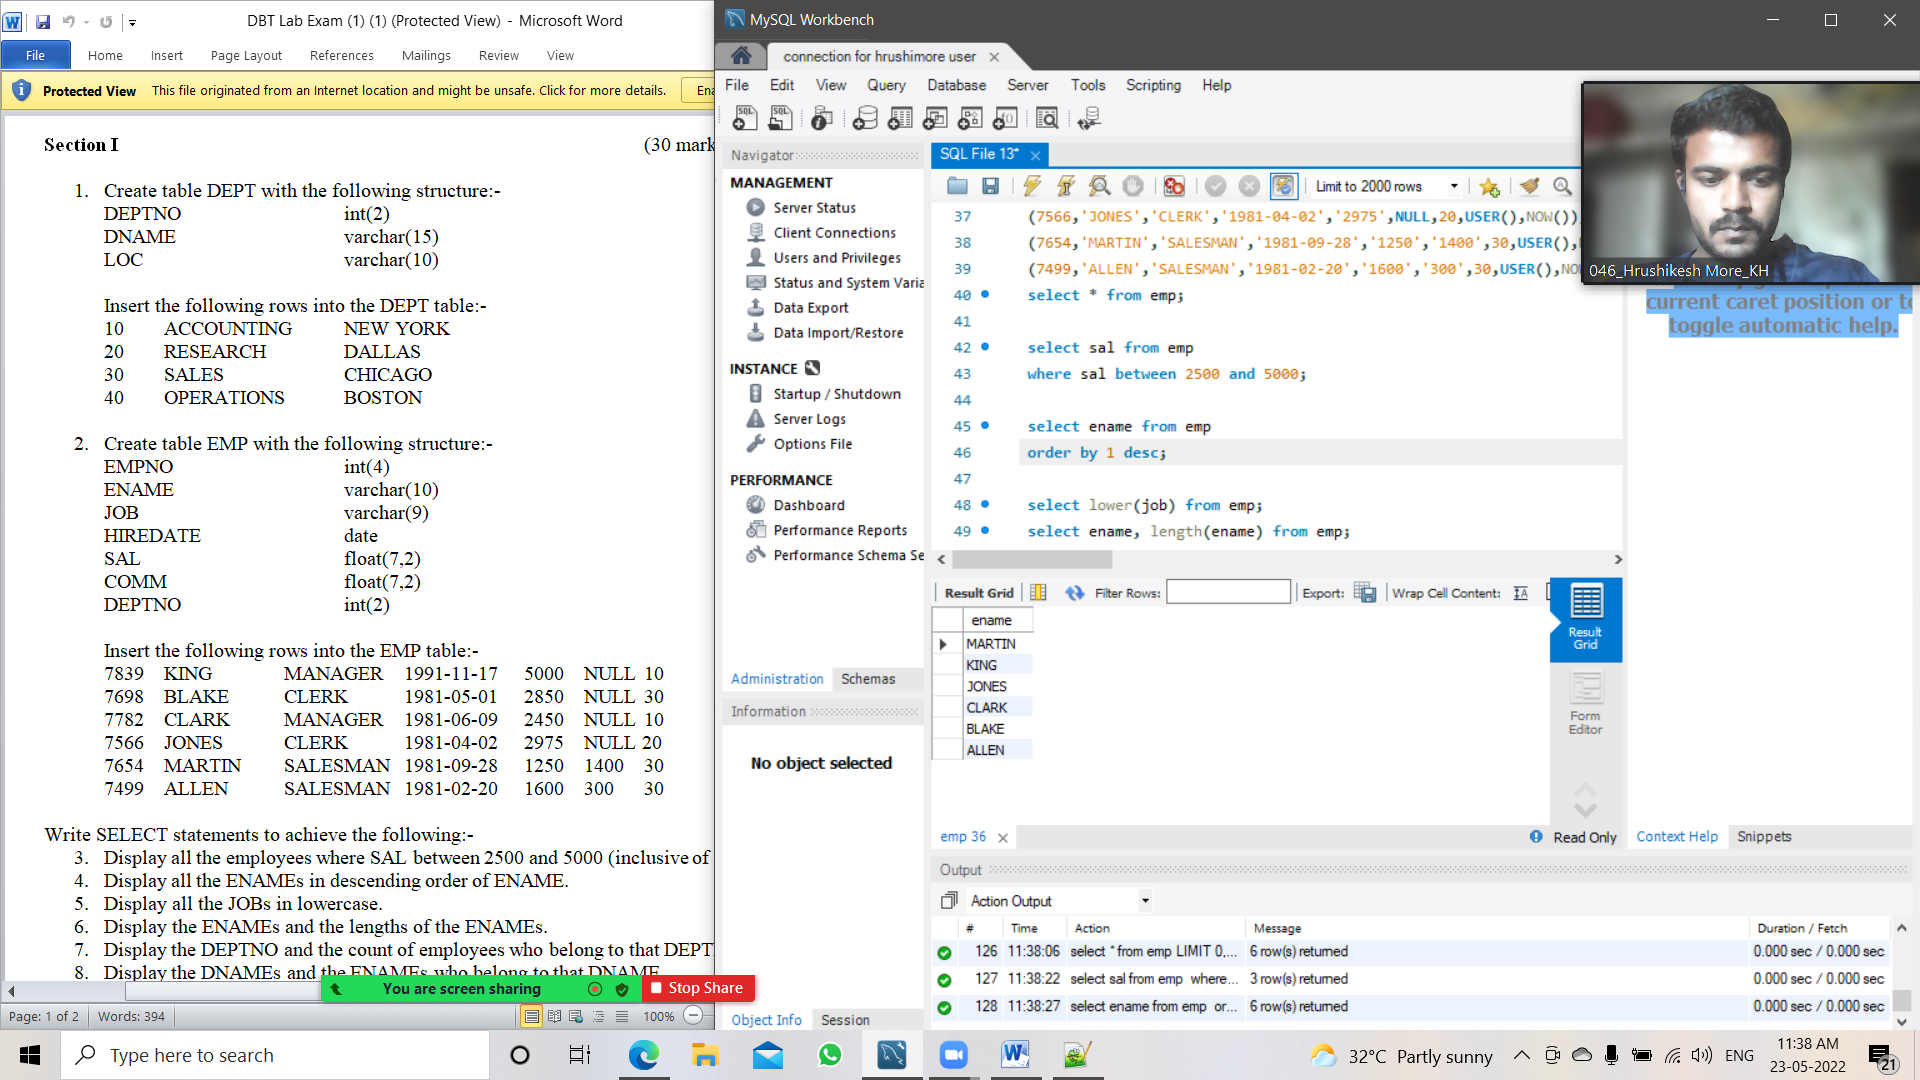 DBT Lab Exam (1) (1) (Protected View) - Microsoft Word
File Home Insert Page Layout References Mailings Review View
Protected View This file originated from an Internet location and might be unsafe. Click for more details.
Section I (30 mark
1. Create table DEPT with the following structure:-
DEPTNO int(2)
DNAME varchar(15)
LOC varchar(10)
Insert the following rows into the DEPT table:-
10 ACCOUNTING NEW YORK
20 RESEARCH DALLAS
30 SALES CHICAGO
40 OPERATIONS BOSTON
2. Create table EMP with the following structure:-
EMPNO int(4)
ENAME varchar(10)
JOB varchar(9)
HIREDATE date
SAL float(7,2)
COMM float(7,2)
DEPTNO int(2)
Insert the following rows into the EMP table:-
7839 KING MANAGER 1991-11-17 5000 NULL 10
7698 BLAKE CLERK 1981-05-01 2850 NULL 30
7782 CLARK MANAGER 1981-06-09 2450 NULL 10
7566 JONES CLERK 1981-04-02 2975 NULL 20
7654 MARTIN SALESMAN 1981-09-28 1250 1400 30
7499 ALLEN SALESMAN 1981-02-20 1600 300 30
Write SELECT statements to achieve the following:-
3. Display all the employees where SAL between 2500 and 5000 (inclusive of
4. Display all the ENAMEs in descending order of ENAME.
5. Display all the JOBs in lowercase.
6. Display the ENAMEs and the lengths of the ENAMEs.
7. Display the DEPTNO and the count of employees who belong to that DEPT
8. Display the DNAMEs and the ENAMEs who belong to that DNAME
You are screen sharing Stop Share
Page: 1 of 2 Words: 394 100%
MySQL Workbench
connection for hrushimore user
File Edit View Query Database Server Tools Scripting Help
Navigator
MANAGEMENT
Server Status
Client Connections
Users and Privileges
Status and System Varia
Data Export
Data Import/Restore
INSTANCE
Startup / Shutdown
Server Logs
Options File
PERFORMANCE
Dashboard
Performance Reports
Performance Schema Se
Administration Schemas
Information
No object selected
Object Info Session
SQL File 13*
Limit to 2000 rows
37 (7566,'JONES','CLERK','1981-04-02','2975',NULL,20,USER(),NOW())
38 (7654,'MARTIN','SALESMAN','1981-09-28','1250','1400',30,USER(),
39 (7499,'ALLEN','SALESMAN','1981-02-20','1600','300',30,USER(),NO
40 select * from emp;
41
42 select sal from emp
43 where sal between 2500 and 5000;
44
45 select ename from emp
46 order by 1 desc;
47
48 select lower(job) from emp;
49 select ename, length(ename) from emp;
Result Grid Filter Rows: Export: Wrap Cell Content:
ename
MARTIN
KING
JONES
CLARK
BLAKE
ALLEN
Result Grid
Form Editor
emp 36 Read Only
046_Hrushikesh More_KH
current caret position or to
toggle automatic help.
Context Help Snippets
Output
Action Output
# Time Action Message Duration / Fetch
126 11:38:06 select * from emp LIMIT 0,... 6 row(s) returned 0.000 sec / 0.000 sec
127 11:38:22 select sal from emp where... 3 row(s) returned 0.000 sec / 0.000 sec
128 11:38:27 select ename from emp or... 6 row(s) returned 0.000 sec / 0.000 sec
Type here to search
32°C Partly sunny
ENG
11:38 AM
23-05-2022
21